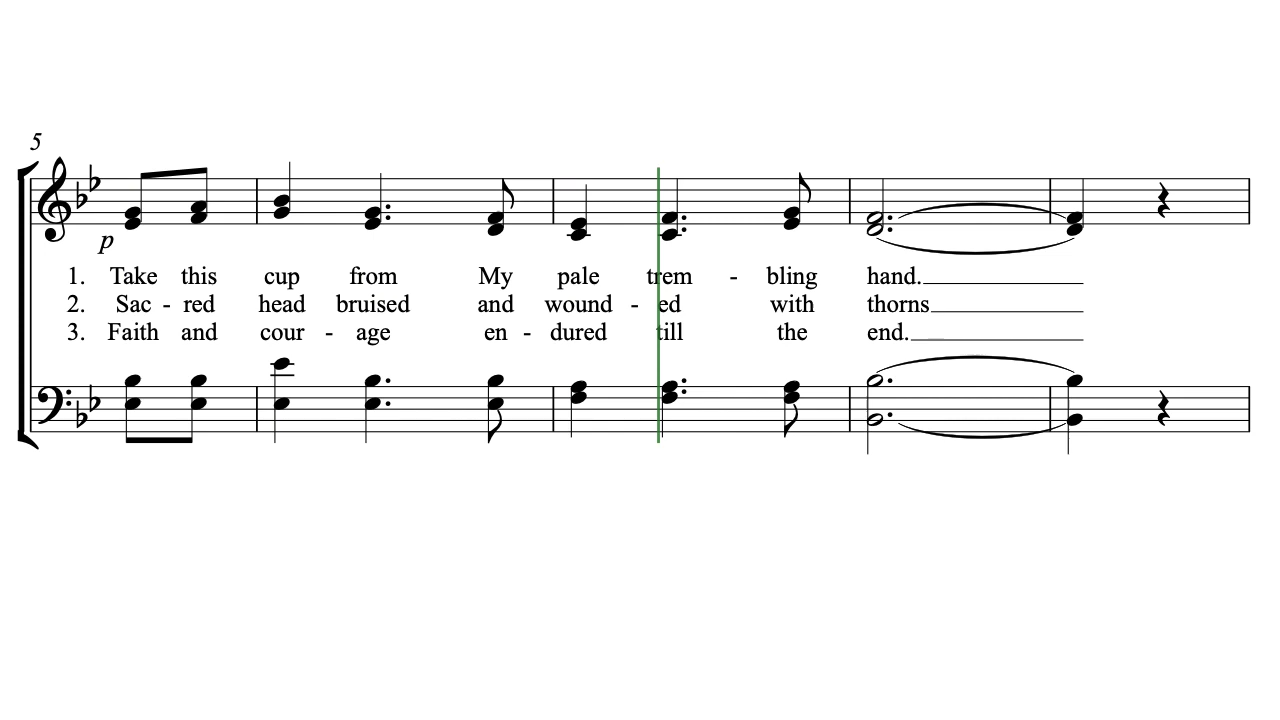 5
p
1. Take this cup from My pale trem - bling hand.
2. Sac - red head bruised and wound - ed with thorns
3. Faith and cour - age en - dured till the end.